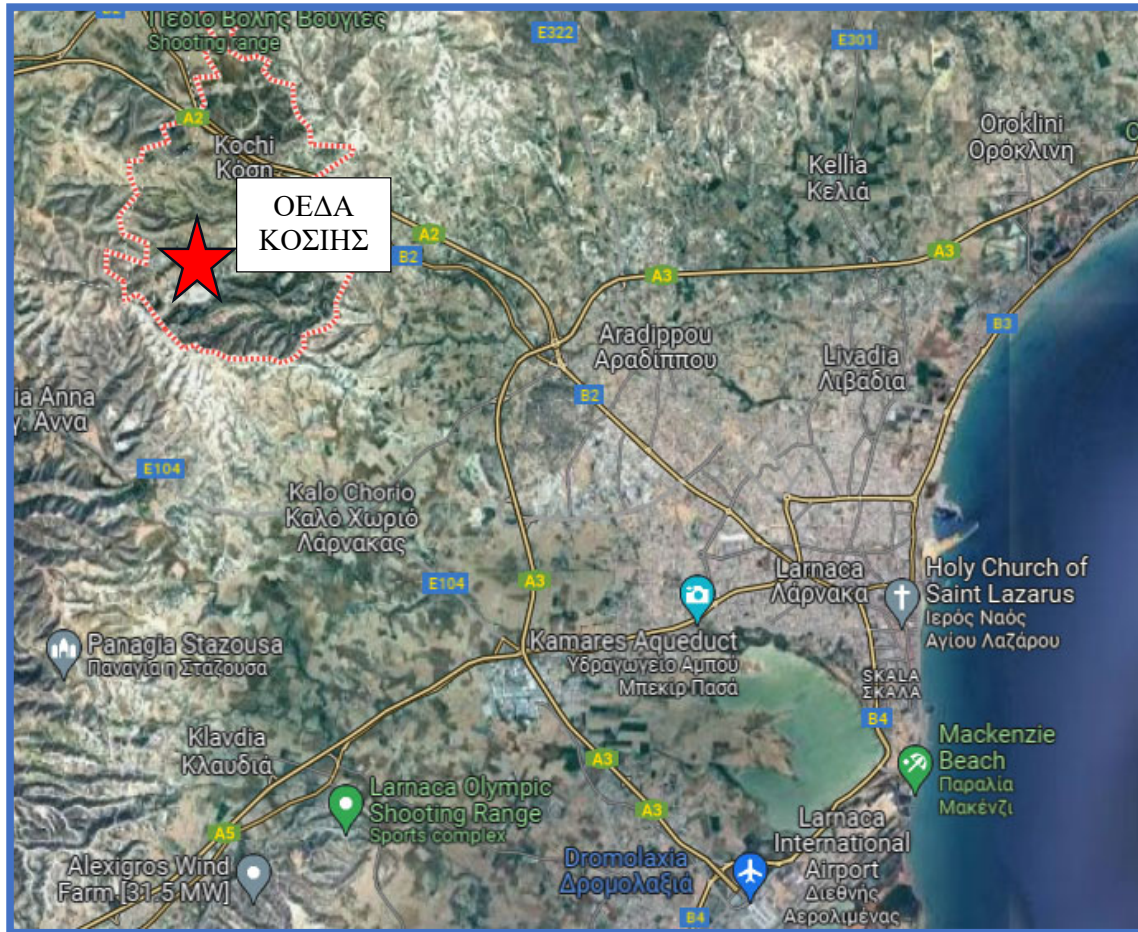 Πεδίο Βολής Βουγιές
Shooting range
E322
E301
A2
Kochi
Κόση
ΟΕΔΑ
ΚΟΣΙΗΣ
Oroklini
Ορόκλινη
Kellia
Κελιά
A2
B2
A3
A3
B3
Aradippou
Αραδίππου
Livadia
Λιβάδια
B2
ia Anna
γ. Άννα
E104
Kalo Chorio
Καλό Χωριό
Λάρνακας
E104
A3
Larnaca
Λάρνακα
Holy Church of
Saint Lazarus
Ιερός Ναός
Αγίου Λαζάρου
Kamares Aqueduct
Υδραγωγείο Αμπού
Μπεκίρ Πασά
Panagia Stazousa
Παναγία η Στάζουσα
SKALA
ΣΚΑΛΑ
B4
Klavdia
Κλαυδιά
A3
Mackenzie
Beach
Παραλία
Μακένζι
Larnaca Olympic
Shooting Range
Sports complex
A3
A5
Larnaca
International
Airport
Διεθνής
Αερολιμένας
Alexigros Wind
Farm [31.5 MW]
Dromolaxia
Δρομολαξιά
B4